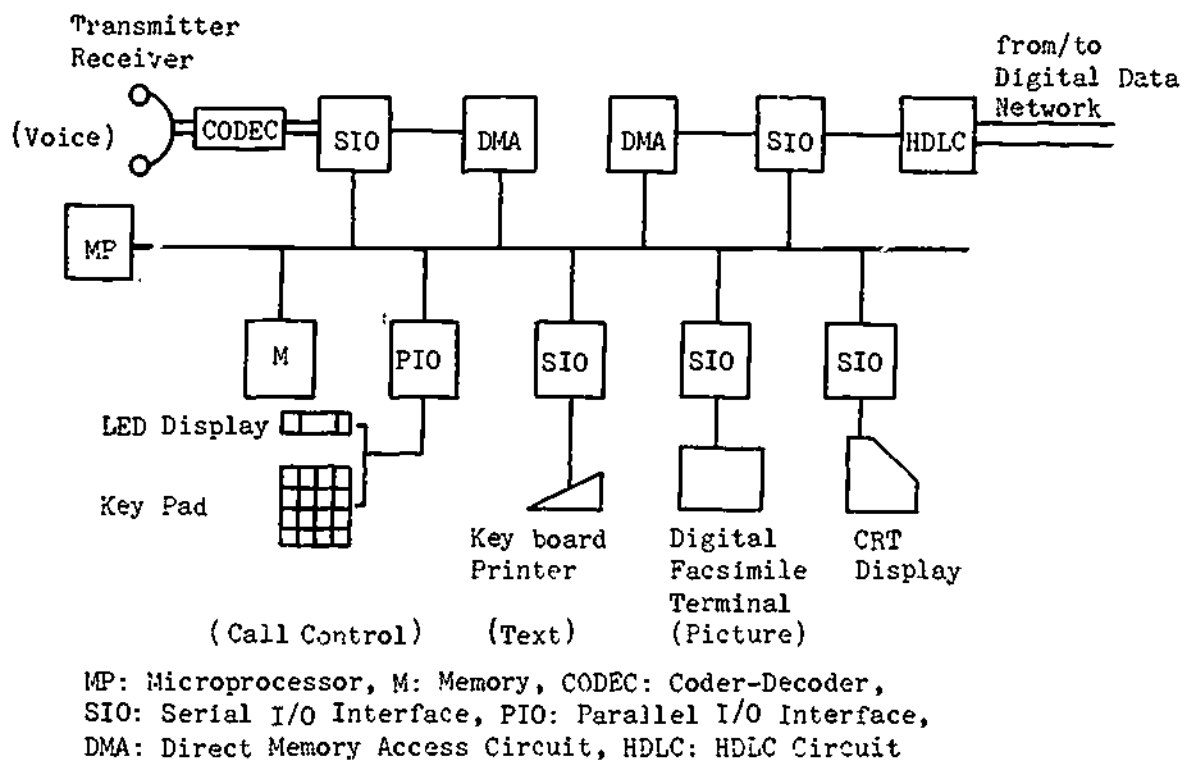 Transmitter
Receiver
from/to
Digital Data
Network
(Voice)
CODEC
SIO
DMA
DMA
SIO
HDLC
MP
M
PIO
SIO
SIO
SIO
LED Display
Key Pad
Key board
Printer
Digital
Facsimile
Terminal
(Picture)
CRT
Display
(Call Control)
(Text)
MP: Microprocessor, M: Memory, CODEC: Coder-Decoder,
SIO: Serial I/O Interface, PIO: Parallel I/O Interface,
DMA: Direct Memory Access Circuit, HDLC: HDLC Circuit